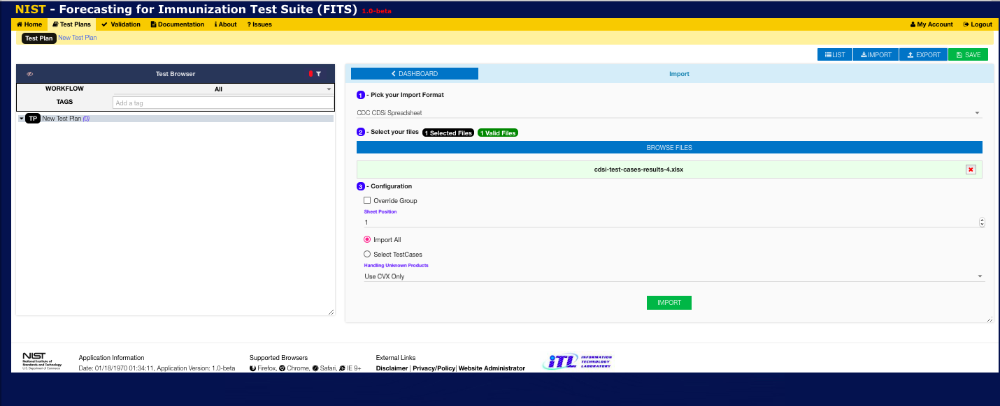 NIST - Forecasting for Immunization Test Suite (FITS) 1.0-beta
Home Test Plans Validation Documentation About Issues My Account Logout
Test Plan New Test Plan
LIST IMPORT EXPORT SAVE
Test Browser
WORKFLOW All
TAGS Add a tag
TP New Test Plan (0)
DASHBOARD Import
1 - Pick your Import Format
CDC CDSi Spreadsheet
2 - Select your files 1 Selected Files 1 Valid Files
BROWSE FILES
cdsi-test-cases-results-4.xlsx
3 - Configuration
Override Group
Sheet Position
1
Import All
Select TestCases
Handling Unknown Products
Use CVX Only
IMPORT
NIST
National Institute of
Standards and Technology
U.S. Department of Commerce
Application Information
Date: 01/18/1970 01:34:11, Application Version: 1.0-beta
Supported Browsers
Firefox, Chrome, Safari, IE 9+
External Links
Disclaimer | Privacy/Policy| Website Administrator
ITL INFORMATION
TECHNOLOGY
LABORATORY